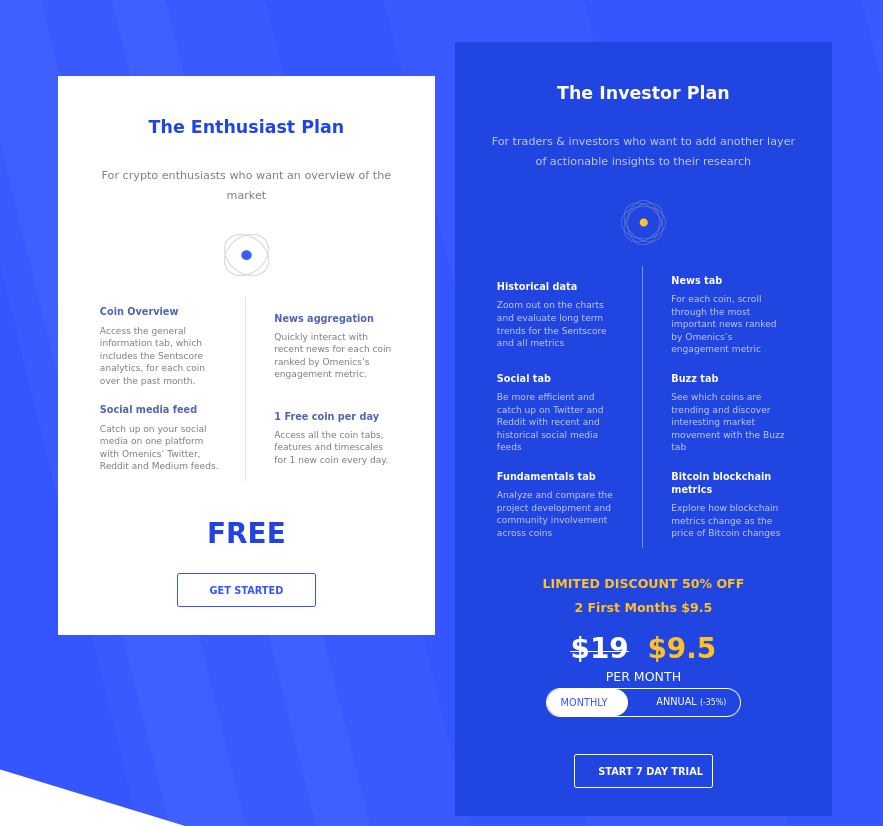 The Enthusiast Plan
For crypto enthusiasts who want an overview of the
market
Coin Overview
Access the general
information tab, which
includes the Sentscore
analytics, for each coin
over the past month.
Social media feed
Catch up on your social
media on one platform
with Omenics’ Twitter,
Reddit and Medium feeds.
News aggregation
Quickly interact with
recent news for each coin
ranked by Omenics’s
engagement metric.
1 Free coin per day
Access all the coin tabs,
features and timescales
for 1 new coin every day.
FREE
GET STARTED
The Investor Plan
For traders & investors who want to add another layer
of actionable insights to their research
Historical data
Zoom out on the charts
and evaluate long term
trends for the Sentscore
and all metrics
Social tab
Be more efficient and
catch up on Twitter and
Reddit with recent and
historical social media
feeds
Fundamentals tab
Analyze and compare the
project development and
community involvement
across coins
News tab
For each coin, scroll
through the most
important news ranked
by Omenics’s
engagement metric
Buzz tab
See which coins are
trending and discover
interesting market
movement with the Buzz
tab
Bitcoin blockchain
metrics
Explore how blockchain
metrics change as the
price of Bitcoin changes
LIMITED DISCOUNT 50% OFF
2 First Months $9.5
$19 $9.5
PER MONTH
MONTHLY ANNUAL (-35%)
START 7 DAY TRIAL